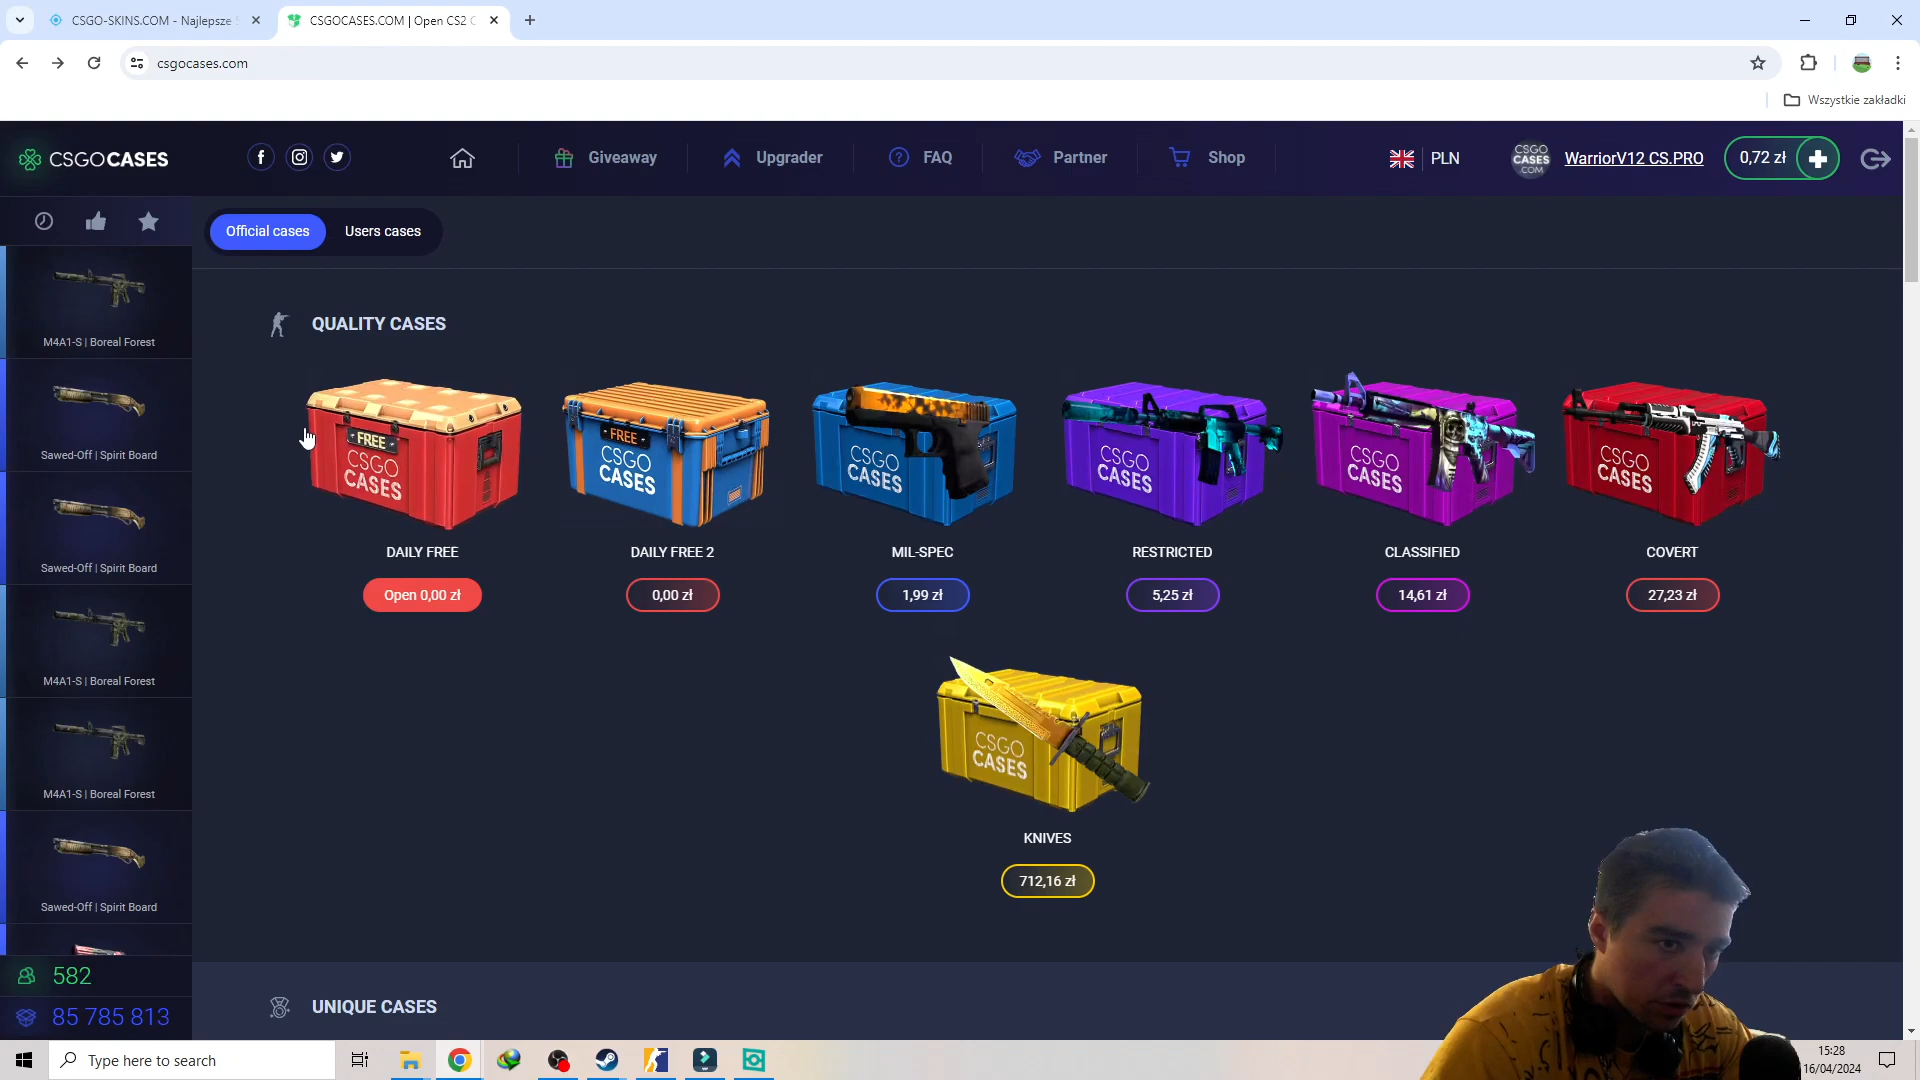 CSGO-SKINS.COM - Najlepsze S
CSGOCASES.COM | Open CS2 C
csgocases.com
Wszystkie zakładki
CSGOCASES
Giveaway
Upgrader
FAQ
Partner
Shop
PLN
CSGO CASES .COM
WarriorV12 CS.PRO
0,72 zł
Official cases
Users cases
M4A1-S | Boreal Forest
Sawed-Off | Spirit Board
Sawed-Off | Spirit Board
M4A1-S | Boreal Forest
M4A1-S | Boreal Forest
Sawed-Off | Spirit Board
582
85 785 813
QUALITY CASES
FREE
CSGO
CASES
DAILY FREE
Open 0,00 zł
FREE
CSGO
CASES
DAILY FREE 2
0,00 zł
CSGO
CASES
MIL-SPEC
1,99 zł
CSGO
CASES
RESTRICTED
5,25 zł
CSGO
CASES
CLASSIFIED
14,61 zł
CSGO
CASES
COVERT
27,23 zł
CSGO
CASES
KNIVES
712,16 zł
UNIQUE CASES
Type here to search
15:28
16/04/2024